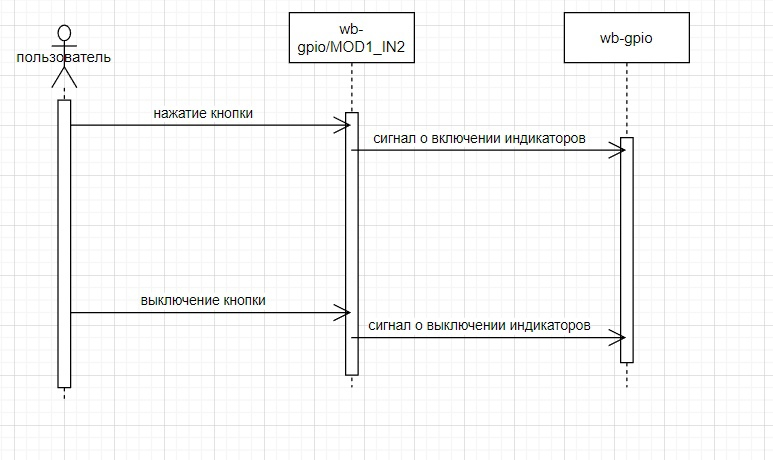 wb-
gpio/MOD1_IN2
wb-gpio
пользователь
нажатие кнопки
сигнал о включении индикаторов
выключение кнопки
сигнал о выключении индикаторов